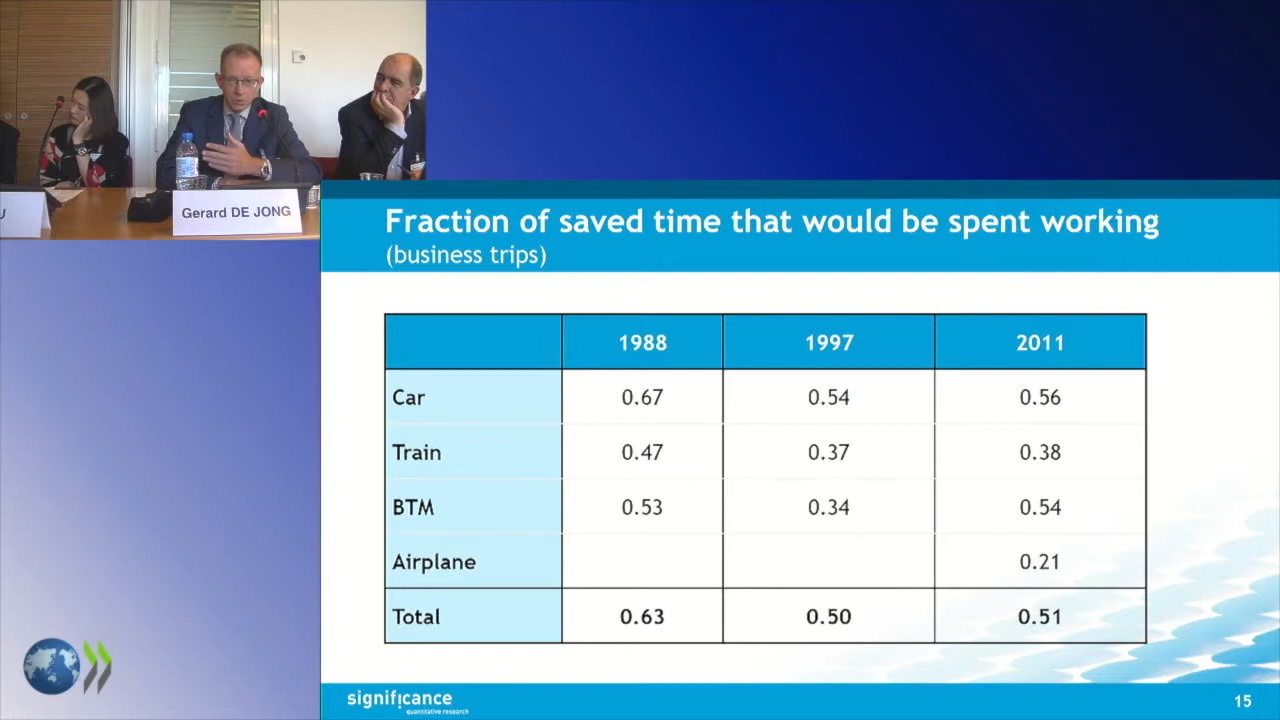 U
Gerard DE JONG
Fraction of saved time that would be spent working
(business trips)
1988 1997 2011
Car 0.67 0.54 0.56
Train 0.47 0.37 0.38
BTM 0.53 0.34 0.54
Airplane 0.21
Total 0.63 0.50 0.51
significance
quantitative research
15